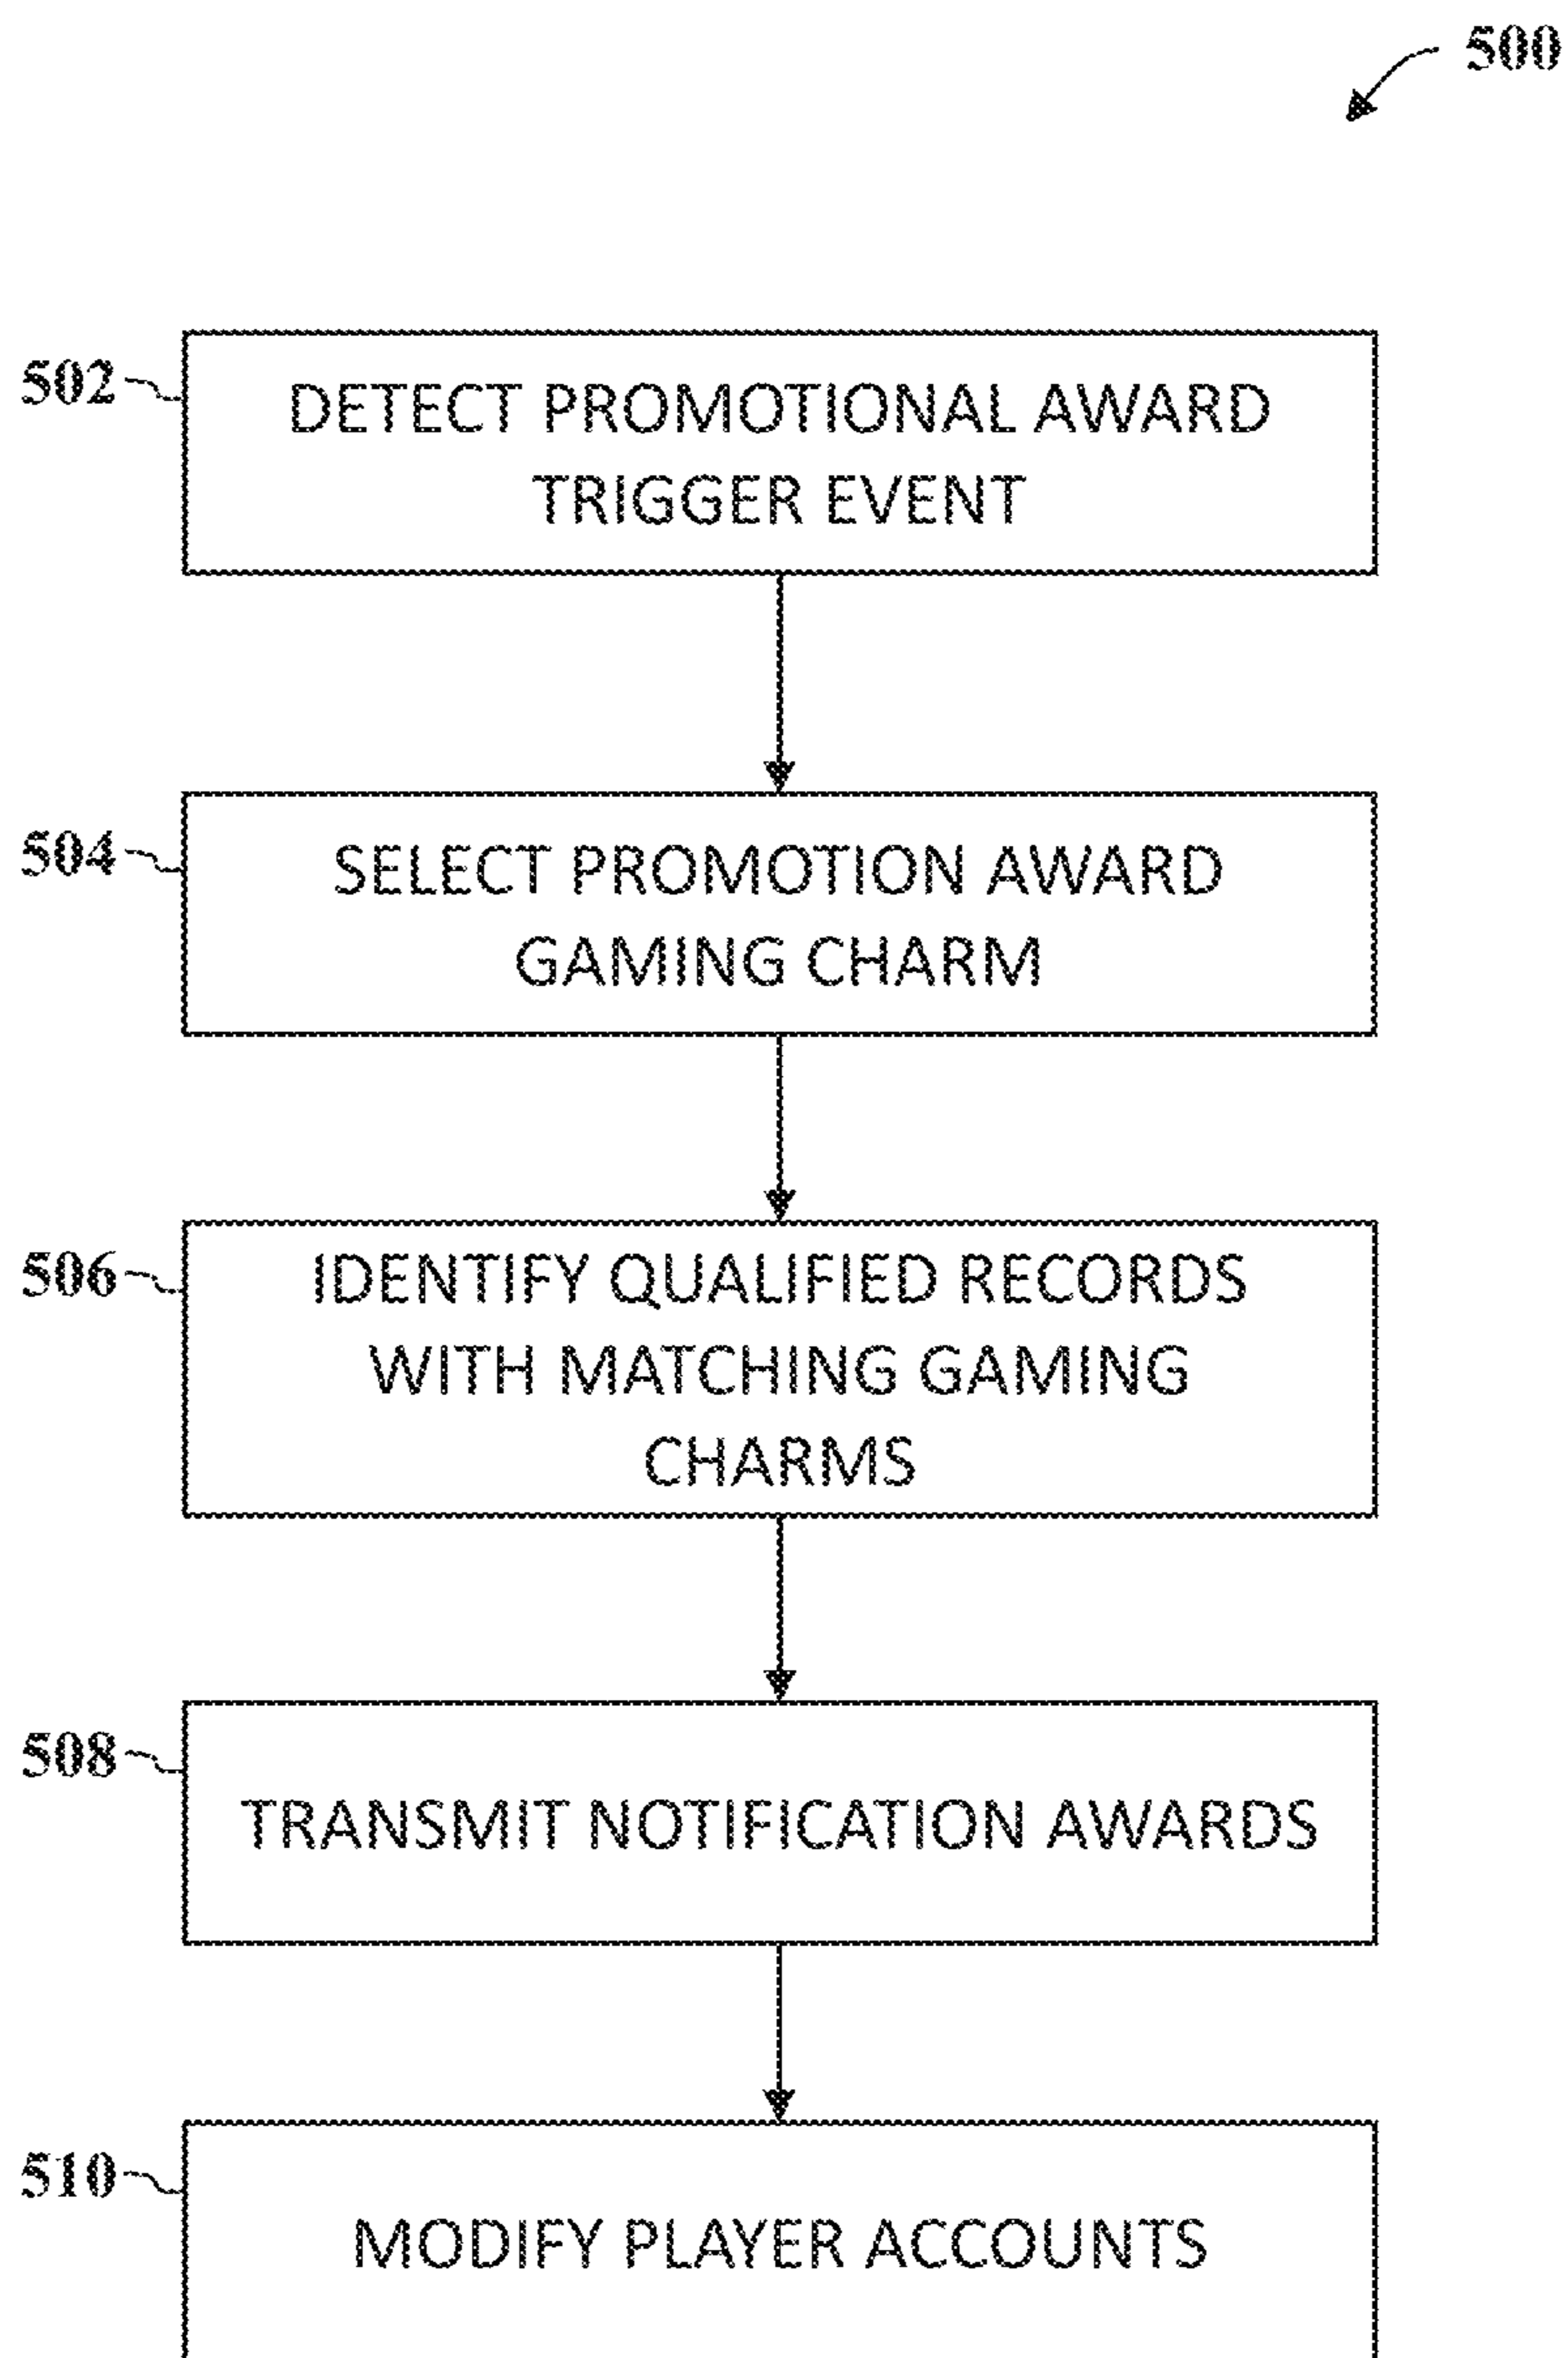 500
502
DETECT PROMOTIONAL AWARD
TRIGGER EVENT
504
SELECT PROMOTION AWARD
GAMING CHARM
506
IDENTIFY QUALIFIED RECORDS
WITH MATCHING GAMING
CHARMS
508
TRANSMIT NOTIFICATION AWARDS
510
MODIFY PLAYER ACCOUNTS